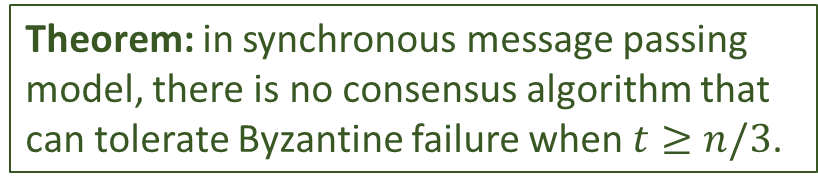 Theorem: in synchronous message passing
model, there is no consensus algorithm that
can tolerate Byzantine failure when t ≥ n/3.